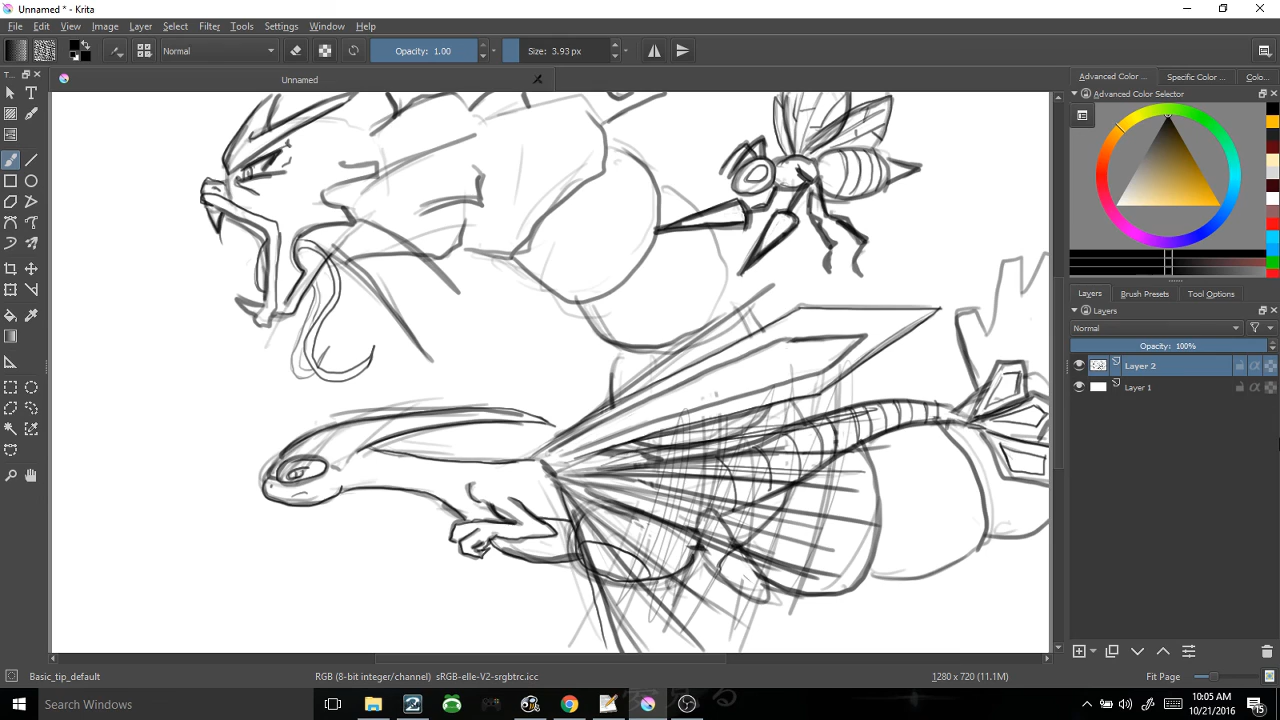 Unnamed * - Krita
File Edit View Image Layer Select Filter Tools Settings Window Help
Normal Opacity: 1.00 Size: 3.93 px
T... Unnamed Advanced Color ... Specific Color ... Colo...
Advanced Color Selector
Layers Brush Presets Tool Options
Layers
Normal
Opacity: 100%
Layer 2
Layer 1
Basic_tip_default RGB (8-bit integer/channel) sRGB-elle-V2-srgbtrc.icc 1280 x 720 (11.1M) Fit Page
Search Windows 10:05 AM
10/21/2016 15